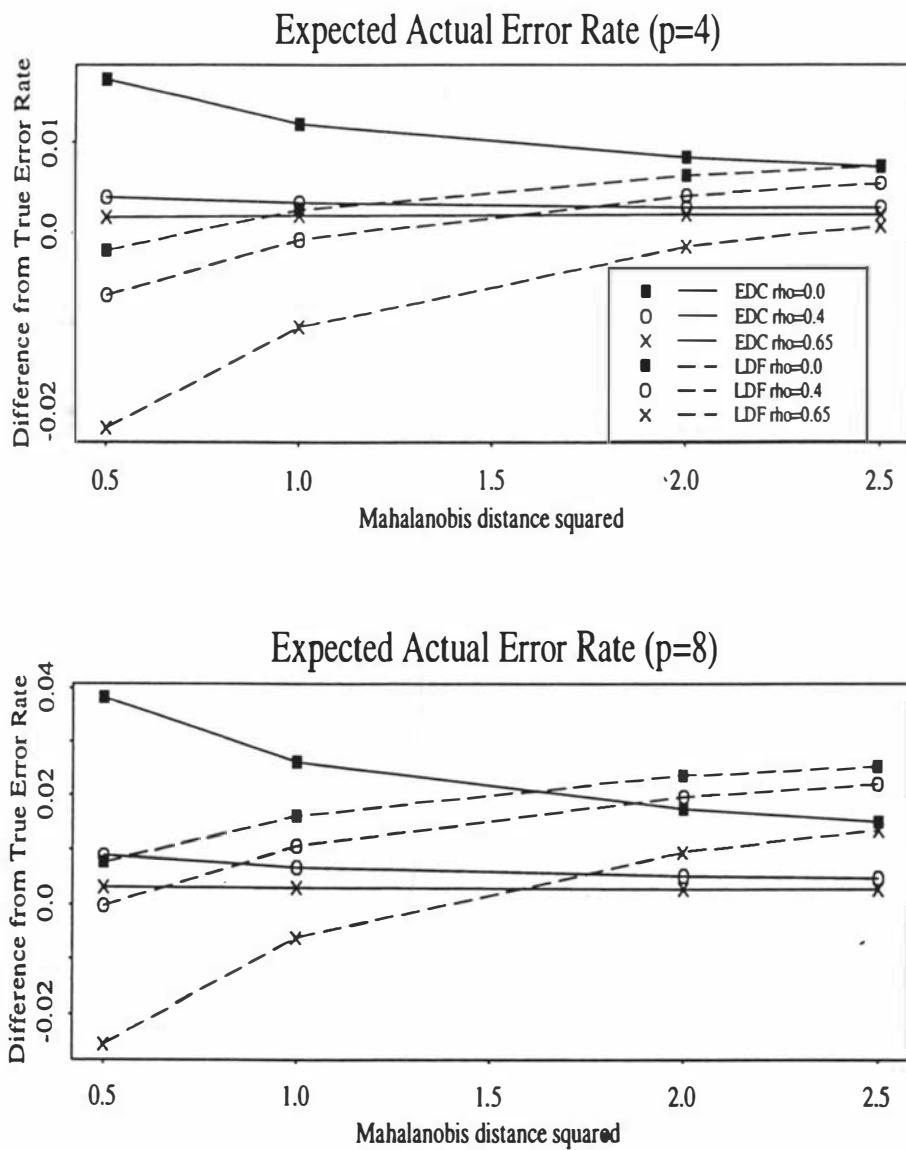 Expected Actual Error Rate (p=4)
Difference from True Error Rate
0.01
0.0
-0.02
EDC rho=0.0
EDC rho=0.4
EDC rho=0.65
LDF rho=0.0
LDF rho=0.4
LDF rho=0.65
0.5 1.0 1.5 2.0 2.5
Mahalanobis distance squared
Expected Actual Error Rate (p=8)
Difference from True Error Rate
0.04
0.02
0.0
-0.02
0.5 1.0 1.5 2.0 2.5
Mahalanobis distance squared